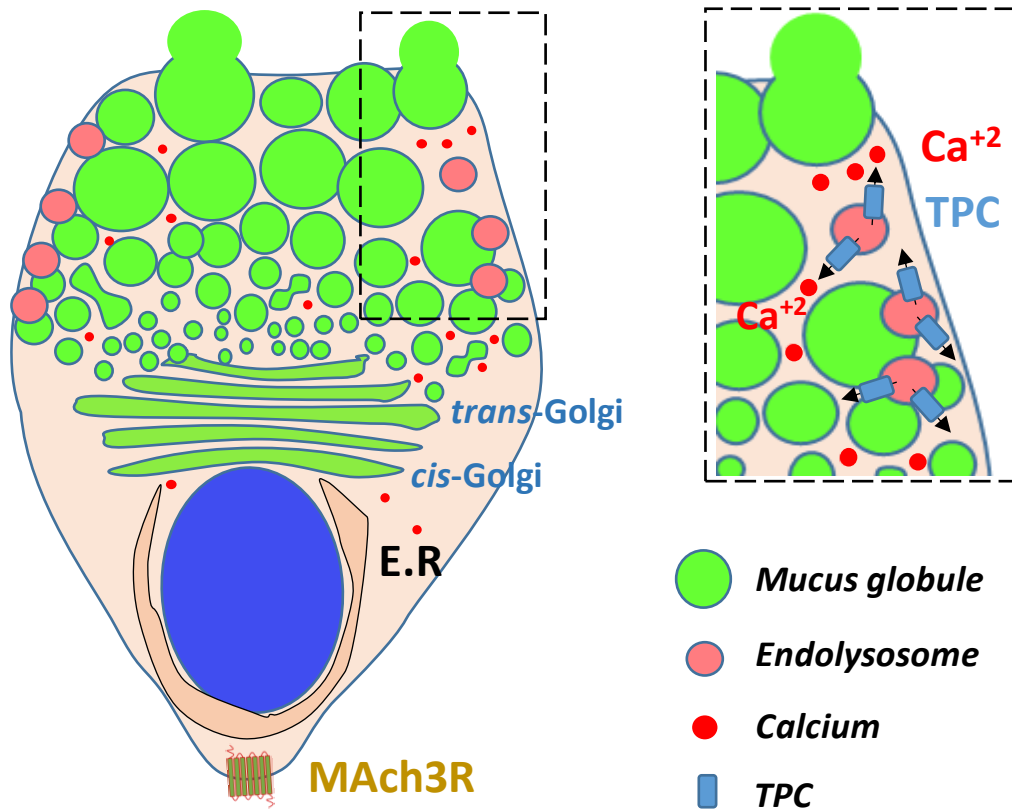 trans-Golgi
cis-Golgi
E.R
MAch3R
Ca+2
TPC
Ca+2
Mucus globule
Endolysosome
Calcium
TPC